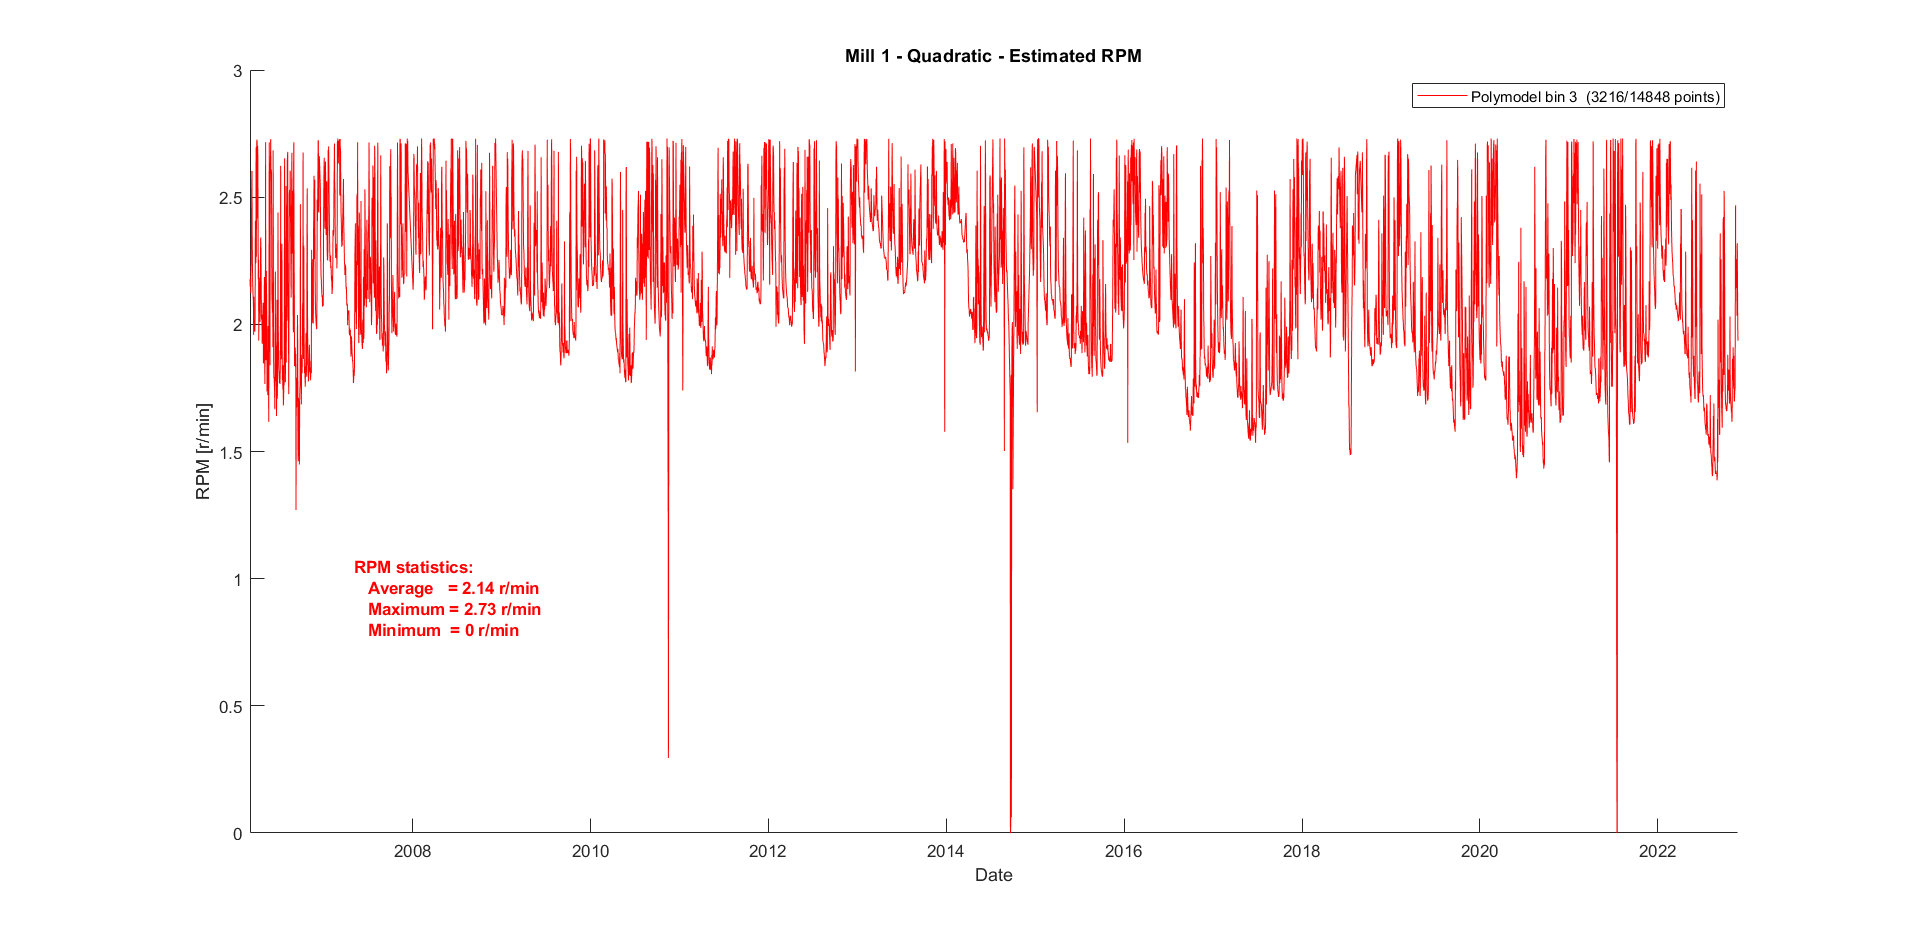 Mill 1 - Quadratic - Estimated RPM
3
Polymodel bin 3  (3216/14848 points)
2.5
2
RPM [r/min]
1.5
RPM statistics:
Average   = 2.14 r/min
Maximum = 2.73 r/min
Minimum  = 0 r/min
1
0.5
0
2008
2010
2012
2014
2016
2018
2020
2022
Date